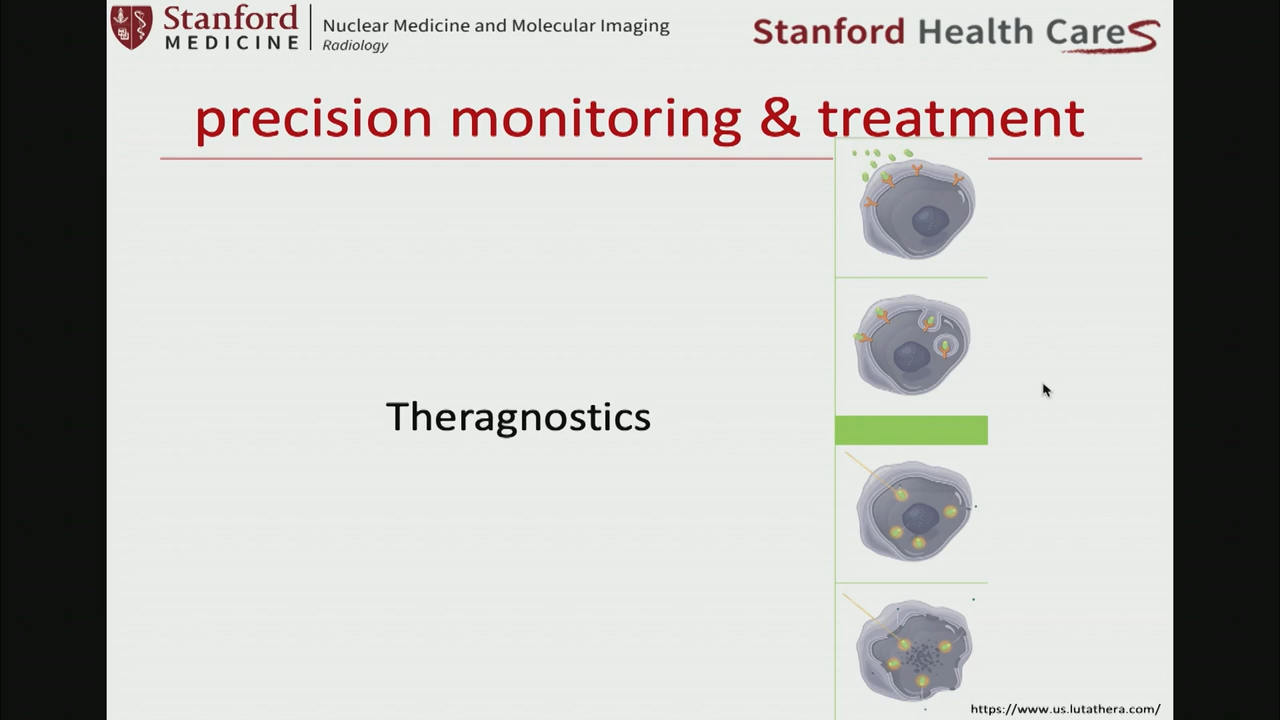 Stanford
MEDICINE
Nuclear Medicine and Molecular Imaging
Radiology
Stanford Health Care
precision monitoring & treatment
Theragnostics
https://www.us.lutathera.com/